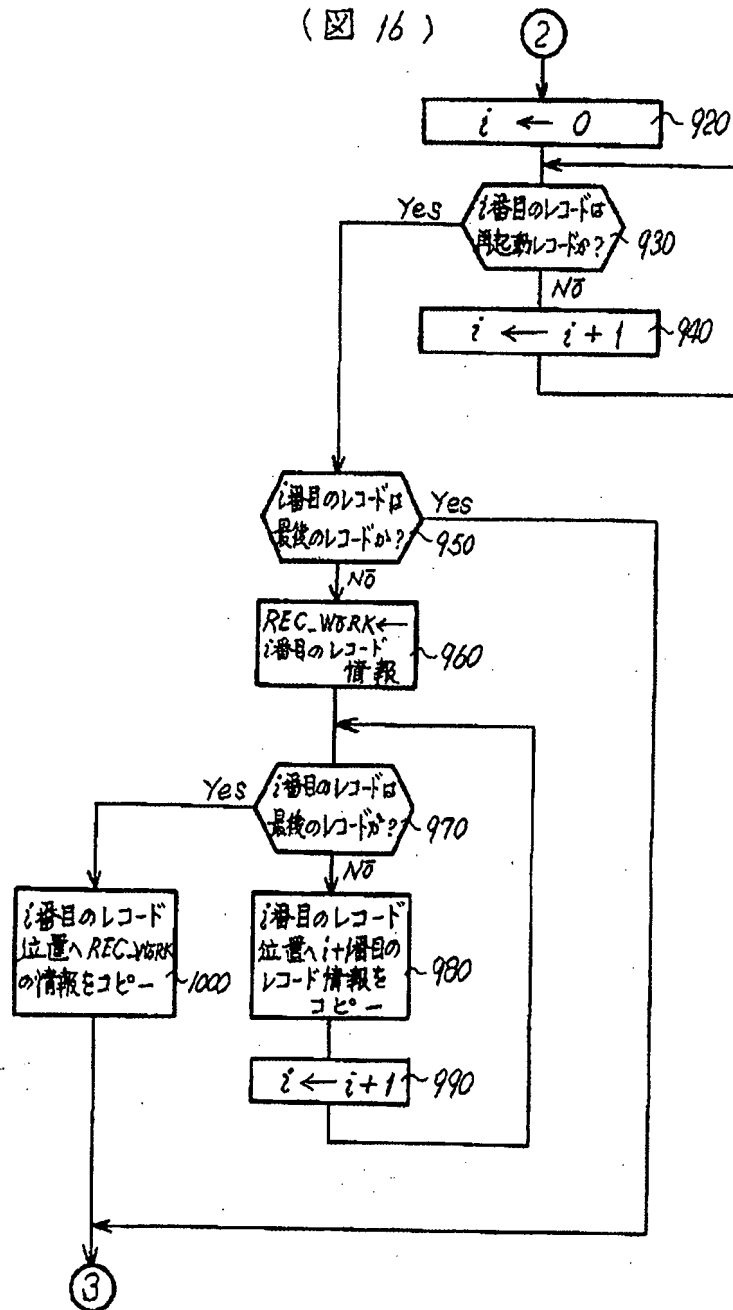 (図 16)
2
i ← 0
920
i番目のレコードは
再起動レコードか?
930
Yes
No
i ← i+1
940
i番目のレコードは
最後のレコードか?
950
Yes
No
REC_WORK←
i番目のレコード
情報
960
i番目のレコードは
最後のレコードか?
970
Yes
No
i番目のレコード
位置へREC_WORK
の情報をコピー
1000
i番目のレコード
位置へi+1番目の
レコード情報を
コピー
980
i ← i+1
990
3